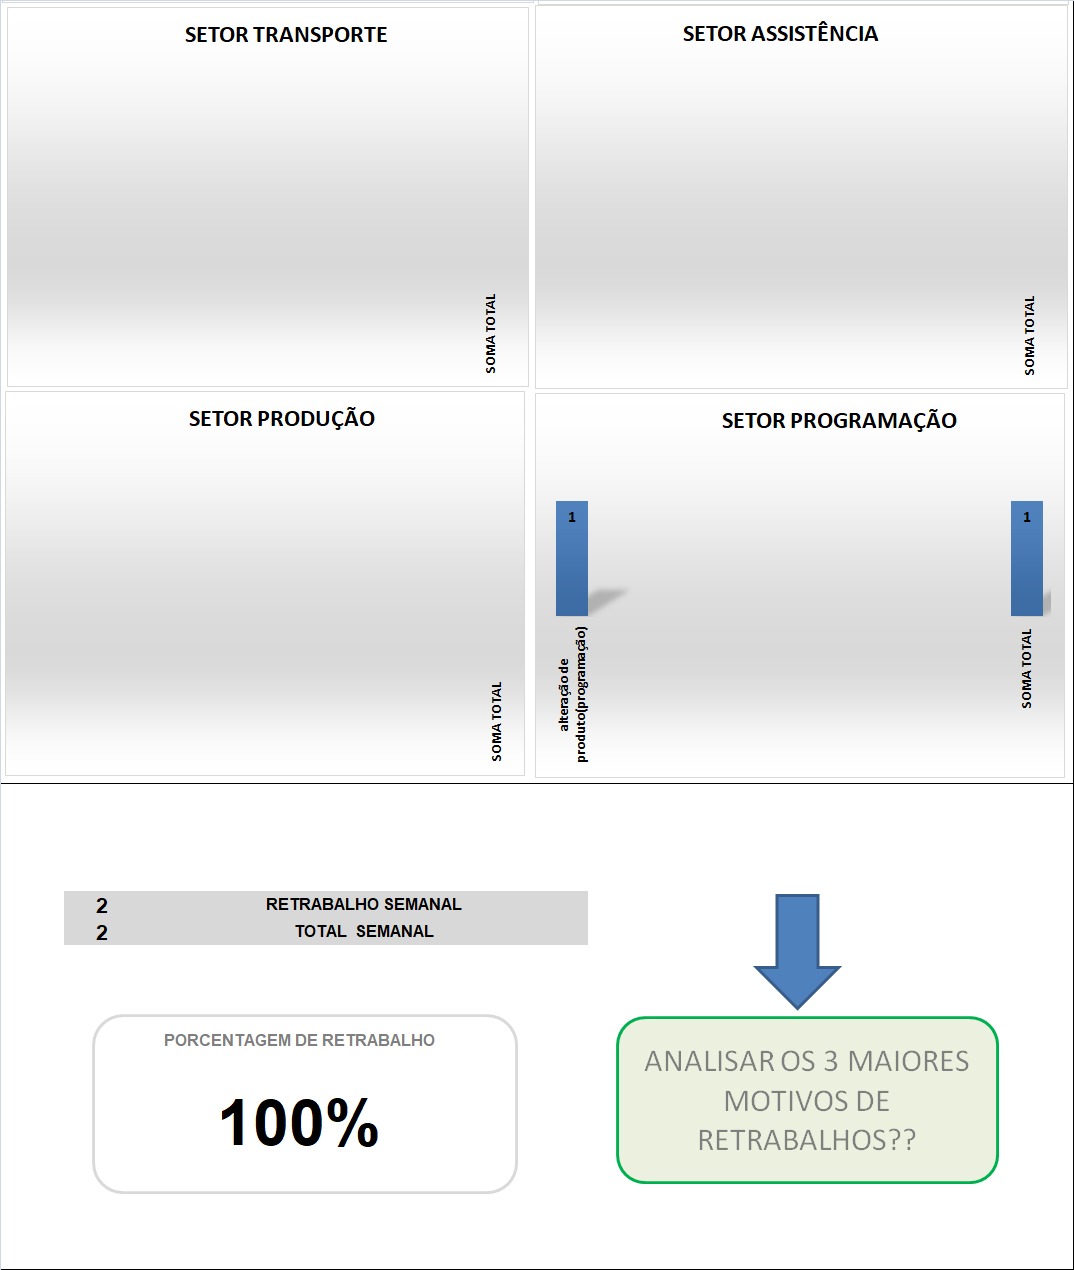 SETOR TRANSPORTE
SOMA TOTAL
SETOR ASSISTÊNCIA
SOMA TOTAL
SETOR PRODUÇÃO
SOMA TOTAL
SETOR PROGRAMAÇÃO
1
1
alteração de
produto(programação)
SOMA TOTAL
2 RETRABALHO SEMANAL
2 TOTAL SEMANAL
PORCENTAGEM DE RETRABALHO
100%
ANALISAR OS 3 MAIORES
MOTIVOS DE
RETRABALHOS??